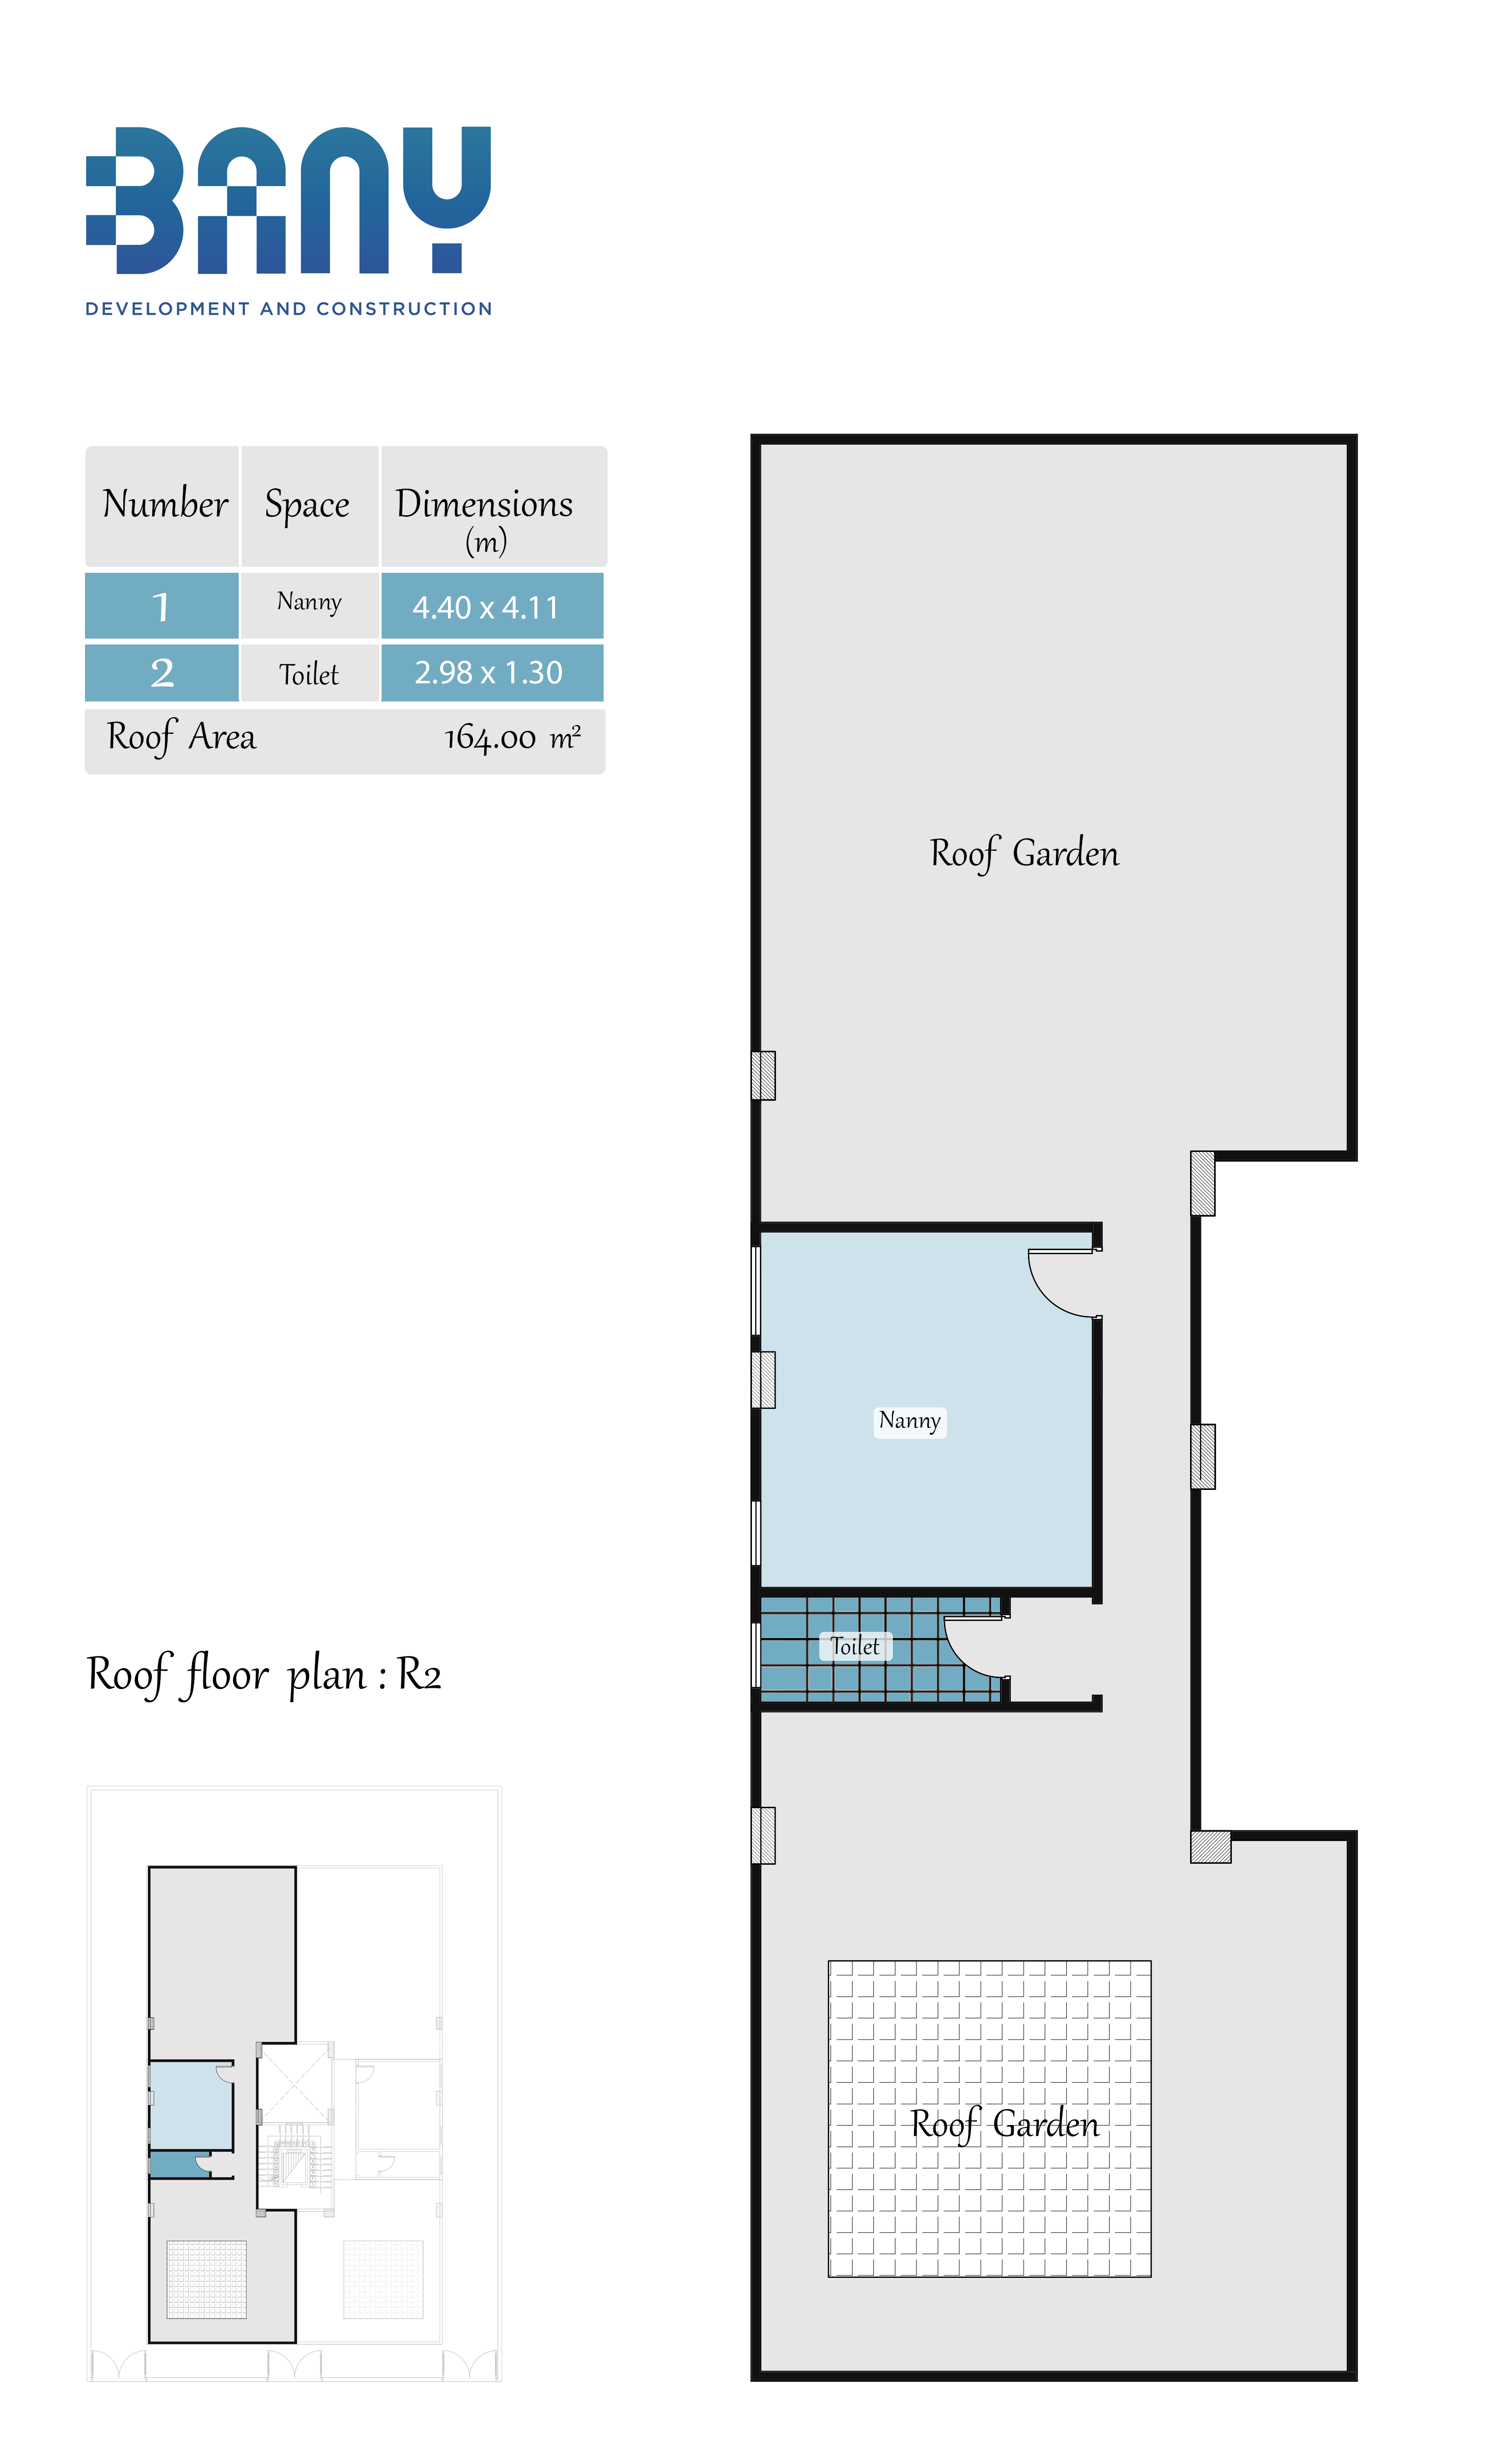 BANY
DEVELOPMENT AND CONSTRUCTION
Number Space Dimensions
(m)
1 Nanny 4.40 x 4.11
2 Toilet 2.98 x 1.30
Roof Area 164.00 m²
Roof Garden
Nanny
Toilet
Roof floor plan : R2
Roof Garden